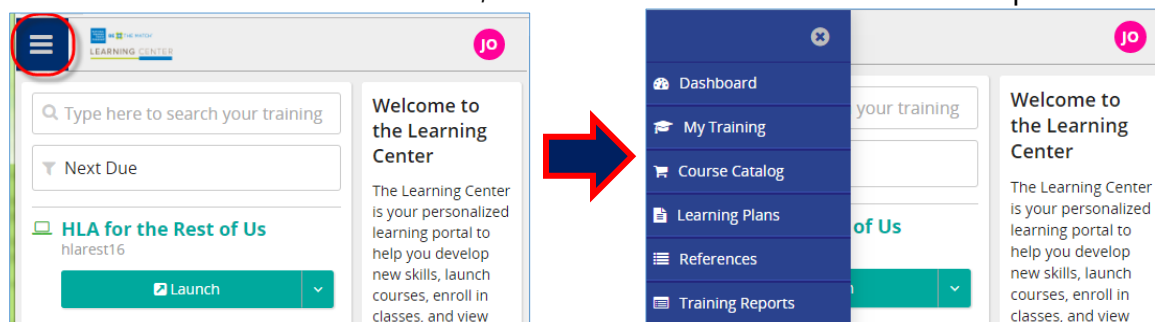 BE THE MATCH
LEARNING CENTER
JO
Type here to search your training
Next Due
HLA for the Rest of Us
hlarest16
Launch
Welcome to
the Learning
Center
The Learning Center
is your personalized
learning portal to
help you develop
new skills, launch
courses, enroll in
classes, and view
Dashboard
My Training
Course Catalog
Learning Plans
References
Training Reports
JO
your training
of Us
Welcome to
the Learning
Center
The Learning Center
is your personalized
learning portal to
help you develop
new skills, launch
courses, enroll in
classes, and view